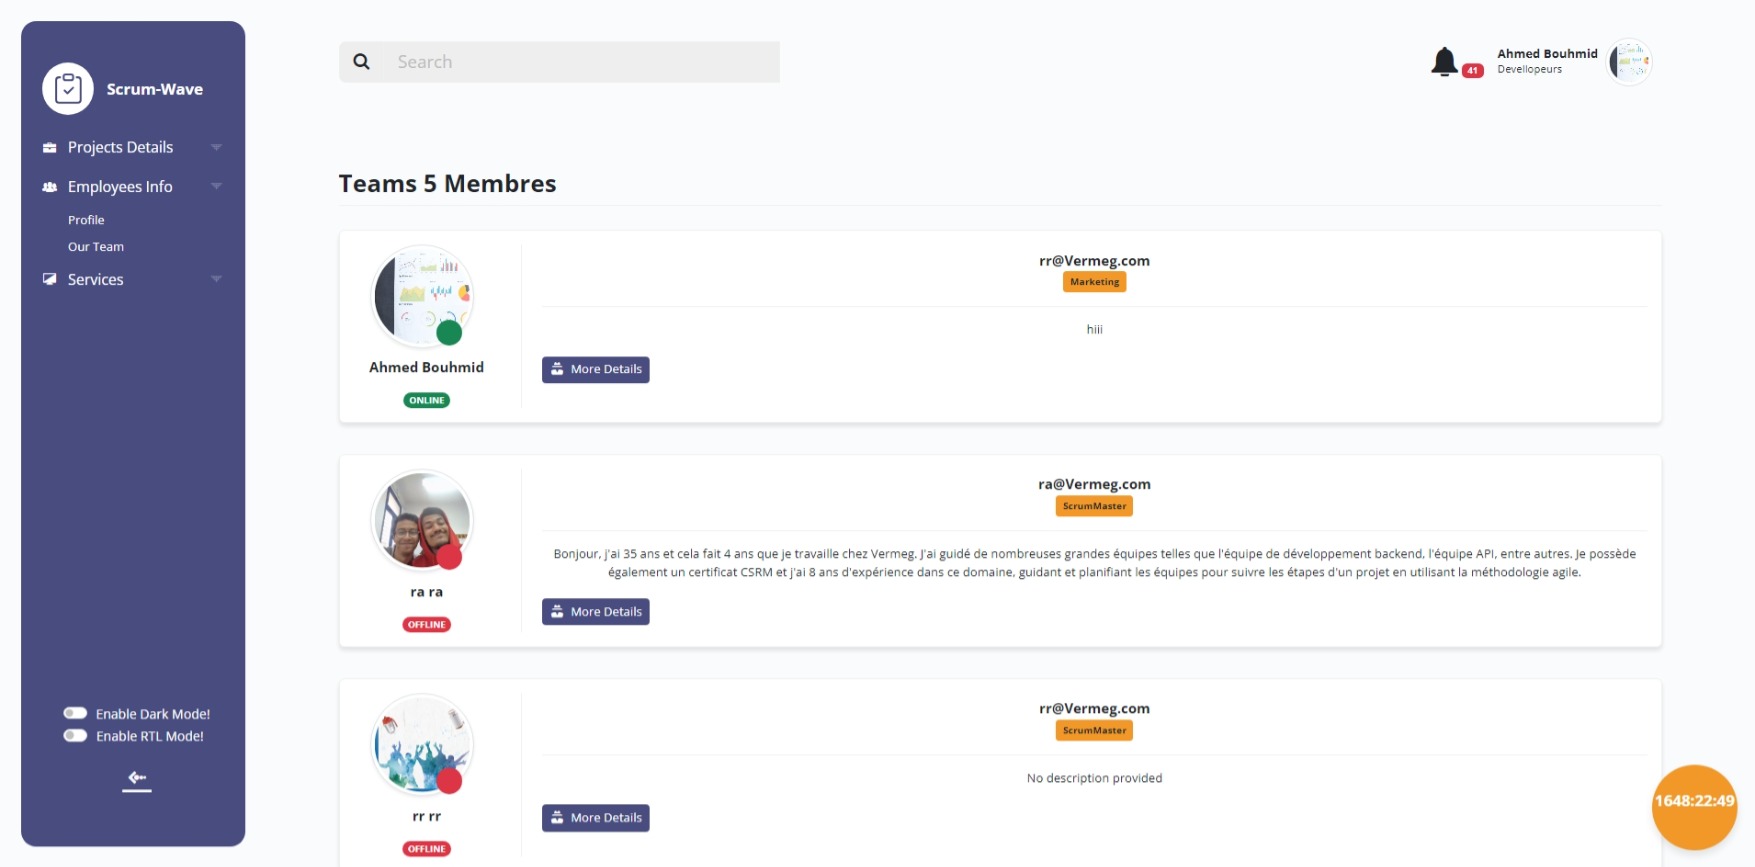 Scrum-Wave
Projects Details
Employees Info
Profile
Our Team
Services
Enable Dark Mode!
Enable RTL Mode!
Search
41
Ahmed Bouhmid
Devellopeurs
Teams 5 Membres
Ahmed Bouhmid
ONLINE
rr@Vermeg.com
Marketing
hiii
More Details
ra ra
OFFLINE
ra@Vermeg.com
ScrumMaster
Bonjour, j'ai 35 ans et cela fait 4 ans que je travaille chez Vermeg. J'ai guidé de nombreuses grandes équipes telles que l'équipe de développement backend, l'équipe API, entre autres. Je possède
également un certificat CSRM et j'ai 8 ans d'expérience dans ce domaine, guidant et planifiant les équipes pour suivre les étapes d'un projet en utilisant la méthodologie agile.
More Details
rr rr
OFFLINE
rr@Vermeg.com
ScrumMaster
No description provided
More Details
1648:22:49